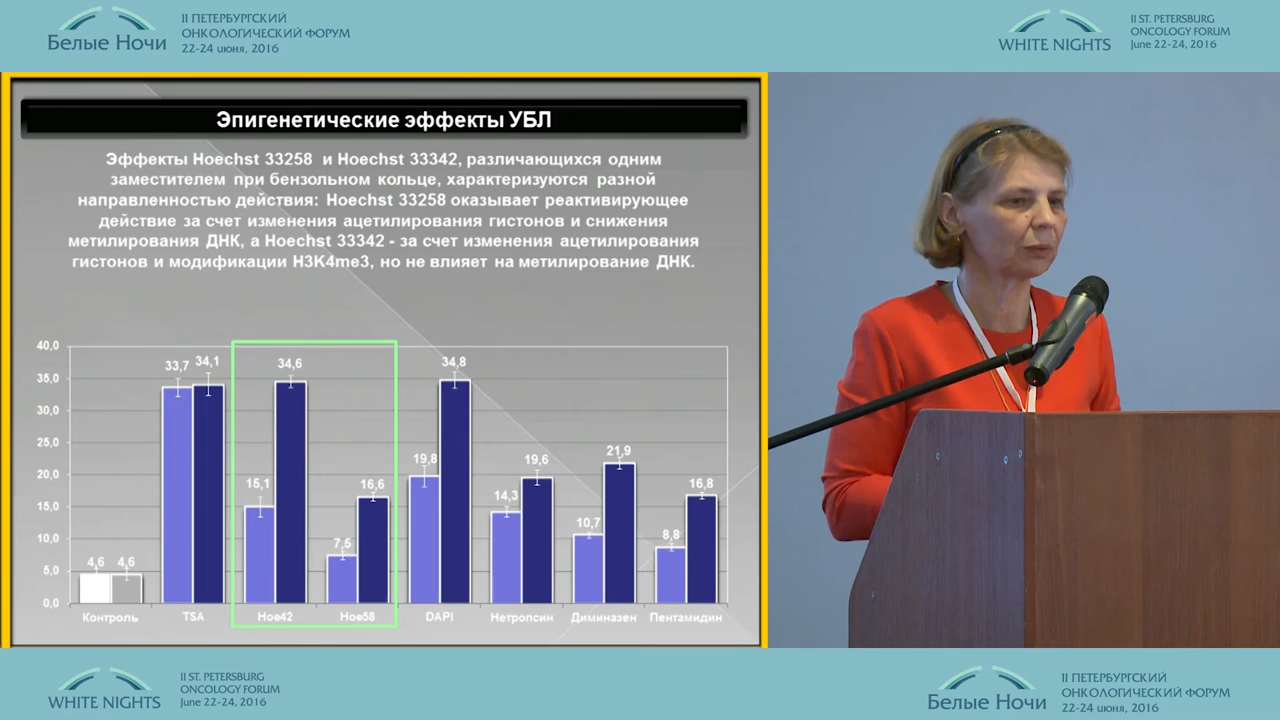 Белые Ночи
II ПЕТЕРБУРГСКИЙ
ОНКОЛОГИЧЕСКИЙ ФОРУМ
22-24 июня, 2016
WHITE NIGHTS
II ST. PETERSBURG
ONCOLOGY FORUM
June 22-24, 2016
Эпигенетические эффекты УБЛ
Эффекты Hoechst 33258 и Hoechst 33342, различающихся одним
заместителем при бензольном кольце, характеризуются разной
направленностью действия: Hoechst 33258 оказывает реактивирующее
действие за счет изменения ацетилирования гистонов и снижения
метилирования ДНК, а Hoechst 33342 - за счет изменения ацетилирования
гистонов и модификации H3K4me3, но не влияет на метилирование ДНК.
40,0
35,0
30,0
25,0
20,0
15,0
10,0
5,0
0,0
4,6 4,6
33,7 34,1
15,1 34,6
7,5 16,6
19,8 34,8
14,3 19,6
10,7 21,9
8,8 16,8
Контроль TSA Hoe42 Hoe58 DAPI Нетропсин Диминазен Пентамидин
WHITE NIGHTS
II ST. PETERSBURG
ONCOLOGY FORUM
June 22-24, 2016
Белые Ночи
II ПЕТЕРБУРГСКИЙ
ОНКОЛОГИЧЕСКИЙ ФОРУМ
22-24 июня, 2016